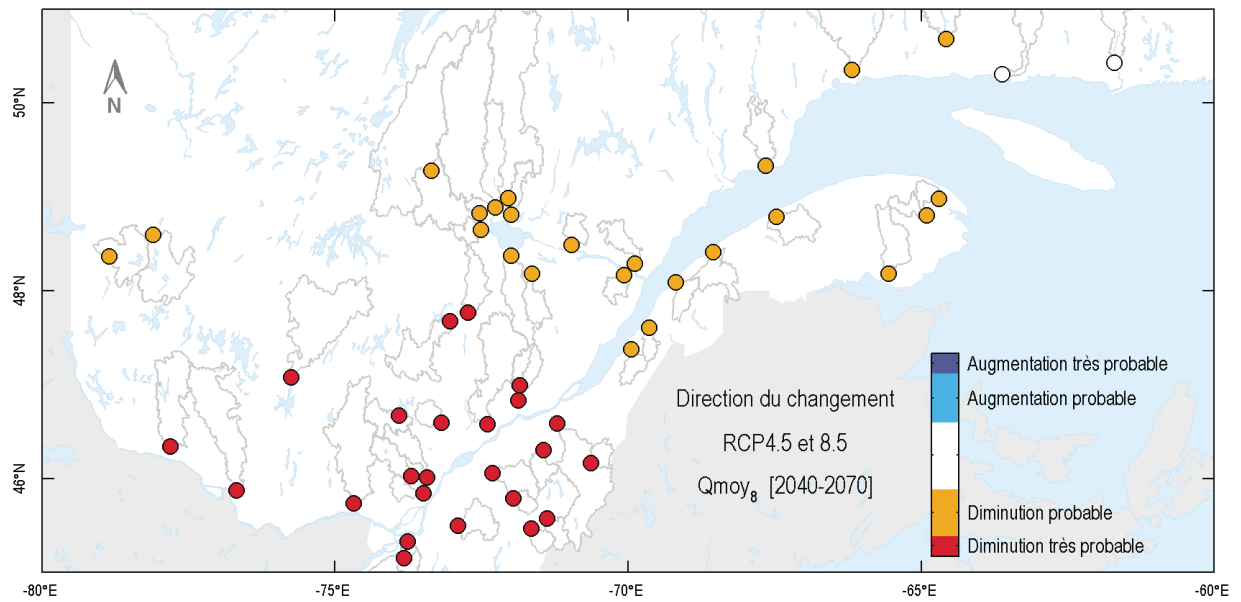 N
50°N
48°N
46°N
Direction du changement
RCP4.5 et 8.5
Qmoy8 [2040-2070]
Augmentation très probable
Augmentation probable
Diminution probable
Diminution très probable
-80°E
-75°E
-70°E
-65°E
-60°E